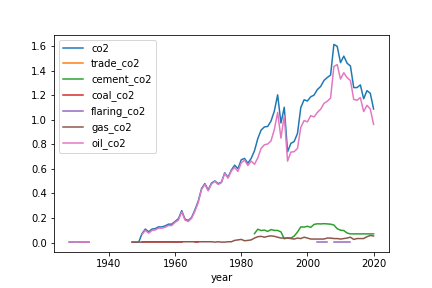 co2
trade_co2
cement_co2
coal_co2
flaring_co2
gas_co2
oil_co2
1.6
1.4
1.2
1.0
0.8
0.6
0.4
0.2
0.0
1940 1960 1980 2000 2020
year